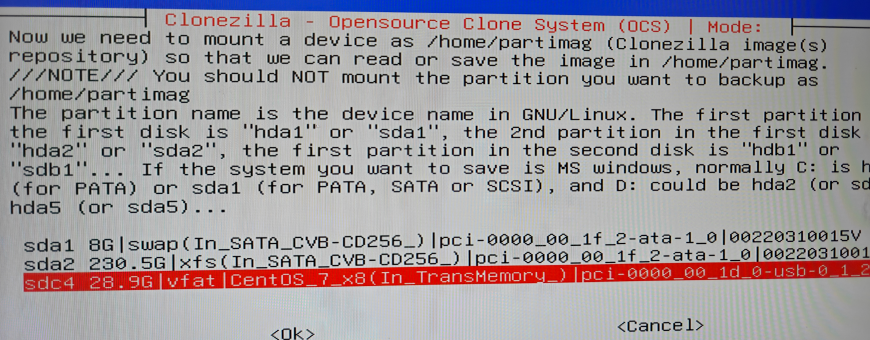 Clonezilla - Opensource Clone System (OCS) | Mode:
Now we need to mount a device as /home/partimag (Clonezilla image(s)
repository) so that we can read or save the image in /home/partimag.
///NOTE/// You should NOT mount the partition you want to backup as
/home/partimag
The partition name is the device name in GNU/Linux. The first partition
the first disk is "hda1" or "sda1", the 2nd partition in the first disk
"hda2" or "sda2", the first partition in the second disk is "hdb1" or
"sdb1"... If the system you want to save is MS windows, normally C: is h
(for PATA) or sda1 (for PATA, SATA or SCSI), and D: could be hda2 (or sd
hda5 (or sda5)...
sda1 8G|swap(In_SATA_CVB-CD256_)|pci-0000_00_1f_2-ata-1_0|00220310015V
sda2 230.5G|xfs(In_SATA_CVB-CD256_)|pci-0000_00_1f_2-ata-1_0|0022031001
sdc4 28.9G|vfat|CentOS_7_x8(In_TransMemory_)|pci-0000_00_1d_0-usb-0_1_2
<Ok> <Cancel>